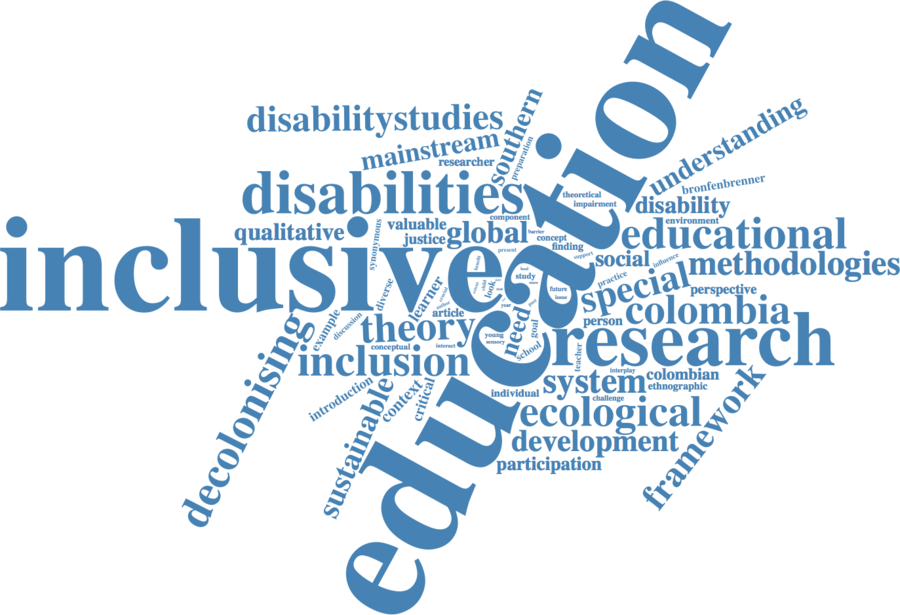 disabilitystudies
mainstream
researcher
southern
preparation
understanding
bronfenbrenner
disabilities
theoretical
impairment
disability
environment
component
inclusive
qualitative
synonymous
valuable
justice
global
barrier
concept
finding
support
educational
social
influence
methodologies
practice
special
perspective
education
study
look
future
issue
diverse
learner
article
example
discussion
theory
conceptual
young
sensory
need
goal
school
person
colombia
research
teacher
interplay
inclusion
decolonising
introduction
sustainable
context
critical
system
colombian
ethnographic
individual
challenge
ecological
framework
development
participation
present
year